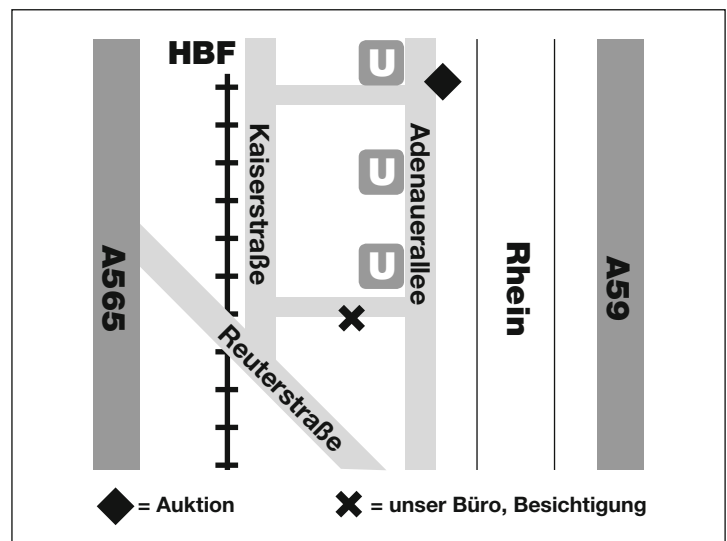 HBF
U
Kaiserstraße
Adenauerallee
U
U
A565
Rhein
A59
Reuterstraße
= Auktion
= unser Büro, Besichtigung